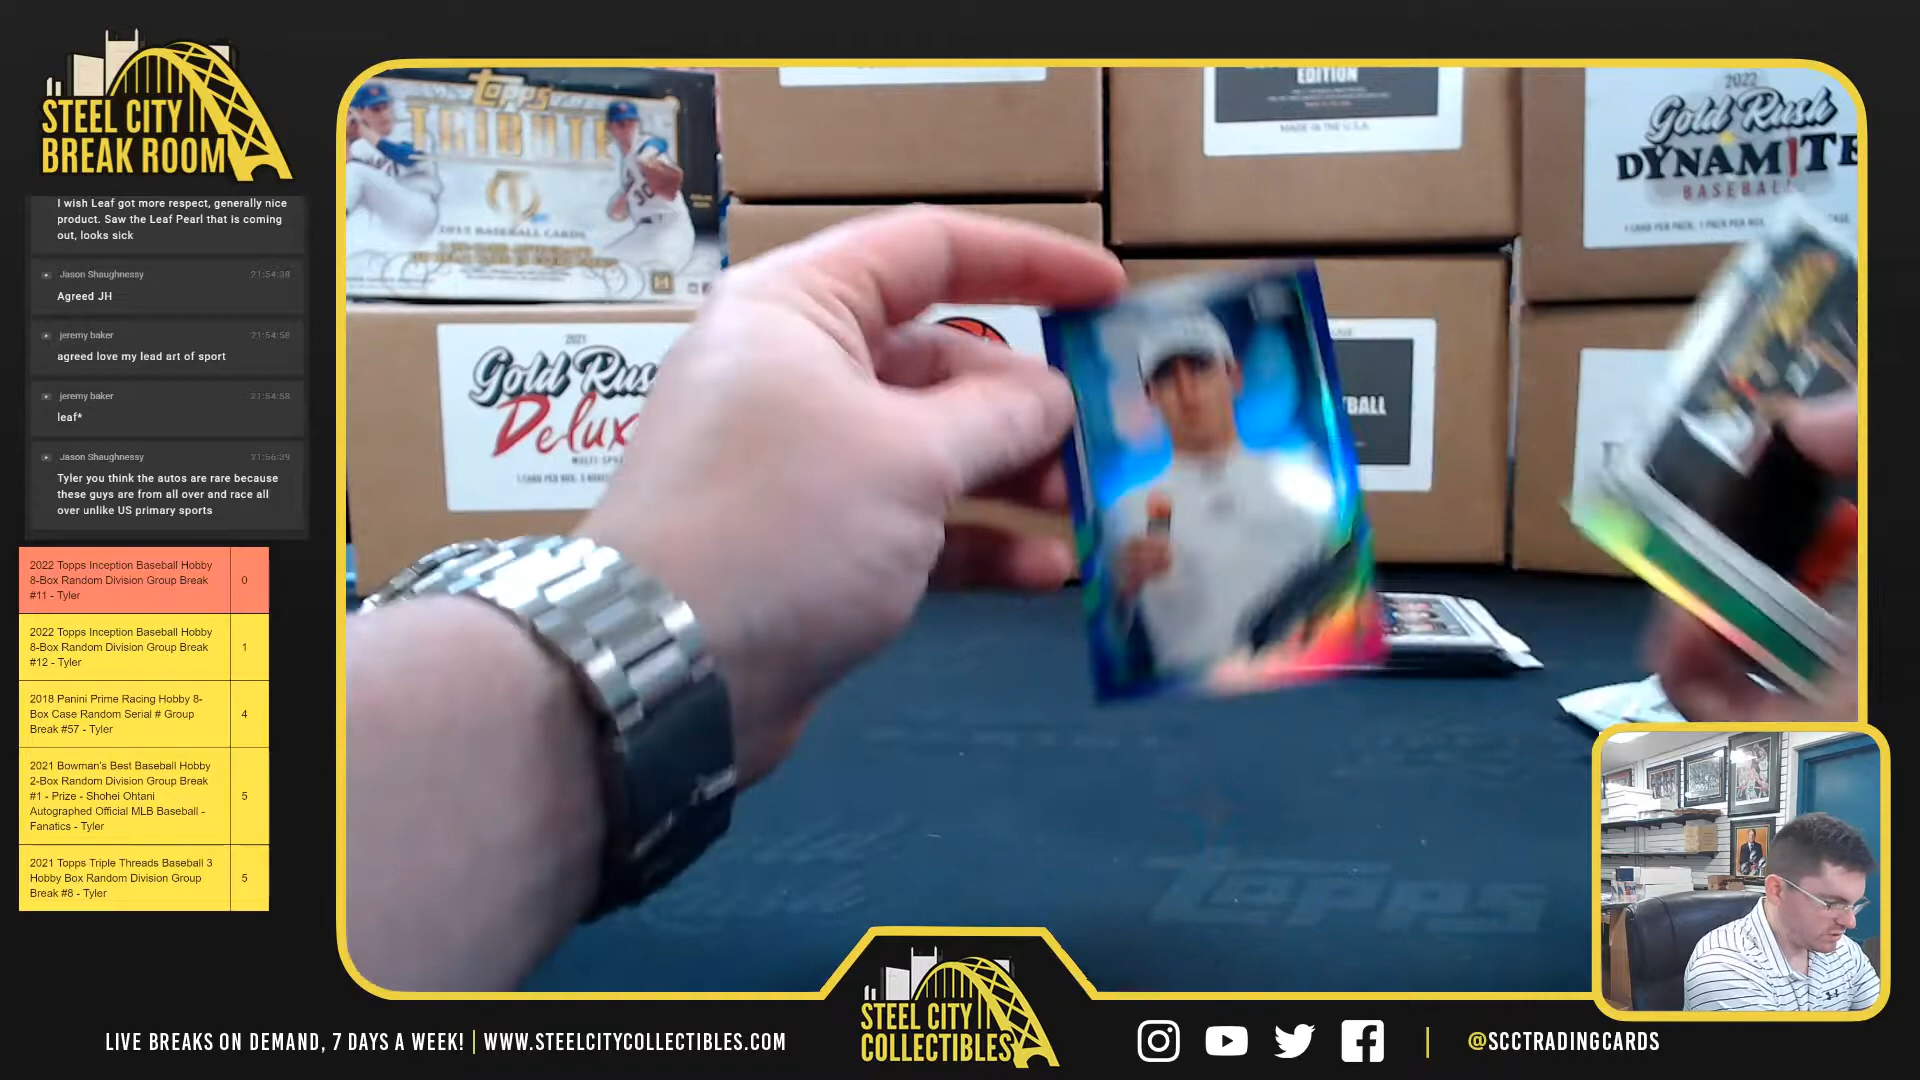 STEEL CITY
BREAK ROOM
I wish Leaf got more respect, generally nice
product. Saw the Leaf Pearl that is coming
out, looks sick
Jason Shaughnessy 21:54:38
Agreed JH
jeremy baker 21:54:58
agreed love my lead art of sport
jeremy baker 21:54:58
leaf*
Jason Shaughnessy 21:56:39
Tyler you think the autos are rare because
these guys are from all over and race all
over unlike US primary sports
2022 Topps Inception Baseball Hobby
8-Box Random Division Group Break
#11 - Tyler
0
2022 Topps Inception Baseball Hobby
8-Box Random Division Group Break
#12 - Tyler
1
2018 Panini Prime Racing Hobby 8-
Box Case Random Serial # Group
Break #57 - Tyler
4
2021 Bowman's Best Baseball Hobby
2-Box Random Division Group Break
#1 - Prize - Shohei Ohtani
Autographed Official MLB Baseball -
Fanatics - Tyler
5
2021 Topps Triple Threads Baseball 3
Hobby Box Random Division Group
Break #8 - Tyler
5
Topps
TRIBUTE
EDITION
MADE IN THE U.S.A.
2022
Gold Rush
DYNAMITE
BASEBALL
2021
Gold Rus
Delux
TOPPS
STEEL CITY
COLLECTIBLES
LIVE BREAKS ON DEMAND, 7 DAYS A WEEK! | WWW.STEELCITYCOLLECTIBLES.COM
@SCCTRADINGCARDS